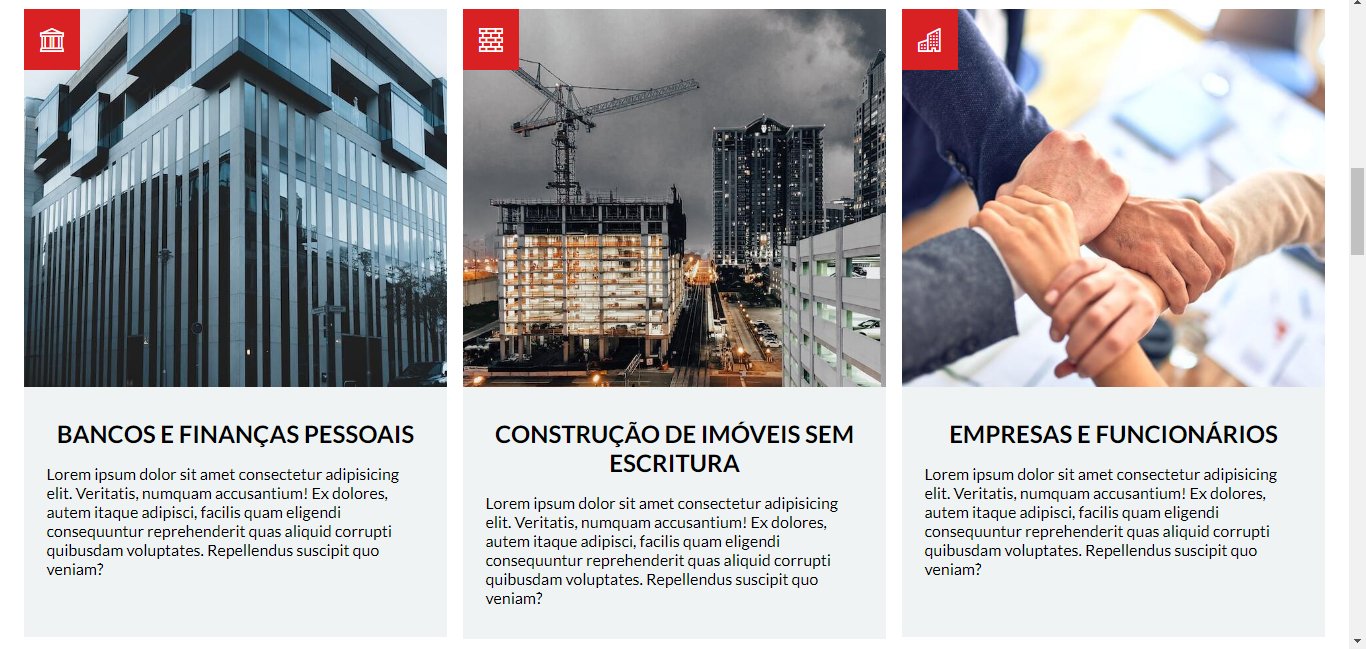 BANCOS E FINANÇAS PESSOAIS
Lorem ipsum dolor sit amet consectetur adipisicing
elit. Veritatis, numquam accusantium! Ex dolores,
autem itaque adipisci, facilis quam eligendi
consequuntur reprehenderit quas aliquid corrupti
quibusdam voluptates. Repellendus suscipit quo
veniam?
CONSTRUÇÃO DE IMÓVEIS SEM
ESCRITURA
Lorem ipsum dolor sit amet consectetur adipisicing
elit. Veritatis, numquam accusantium! Ex dolores,
autem itaque adipisci, facilis quam eligendi
consequuntur reprehenderit quas aliquid corrupti
quibusdam voluptates. Repellendus suscipit quo
veniam?
EMPRESAS E FUNCIONÁRIOS
Lorem ipsum dolor sit amet consectetur adipisicing
elit. Veritatis, numquam accusantium! Ex dolores,
autem itaque adipisci, facilis quam eligendi
consequuntur reprehenderit quas aliquid corrupti
quibusdam voluptates. Repellendus suscipit quo
veniam?